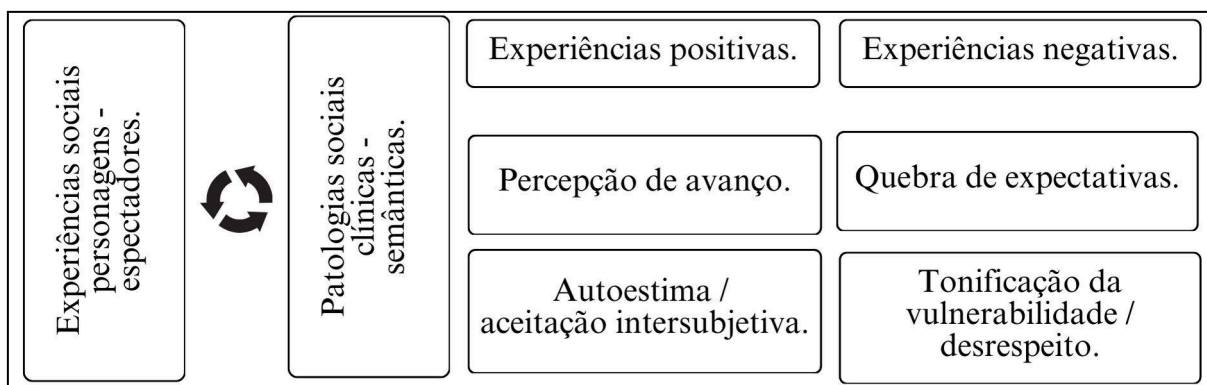 Experiências sociais
personagens -
espectadores.
Patologias sociais
clínicas -
semânticas.
Experiências positivas.
Experiências negativas.
Percepção de avanço.
Quebra de expectativas.
Autoestima /
aceitação intersubjetiva.
Tonificação da
vulnerabilidade /
desrespeito.